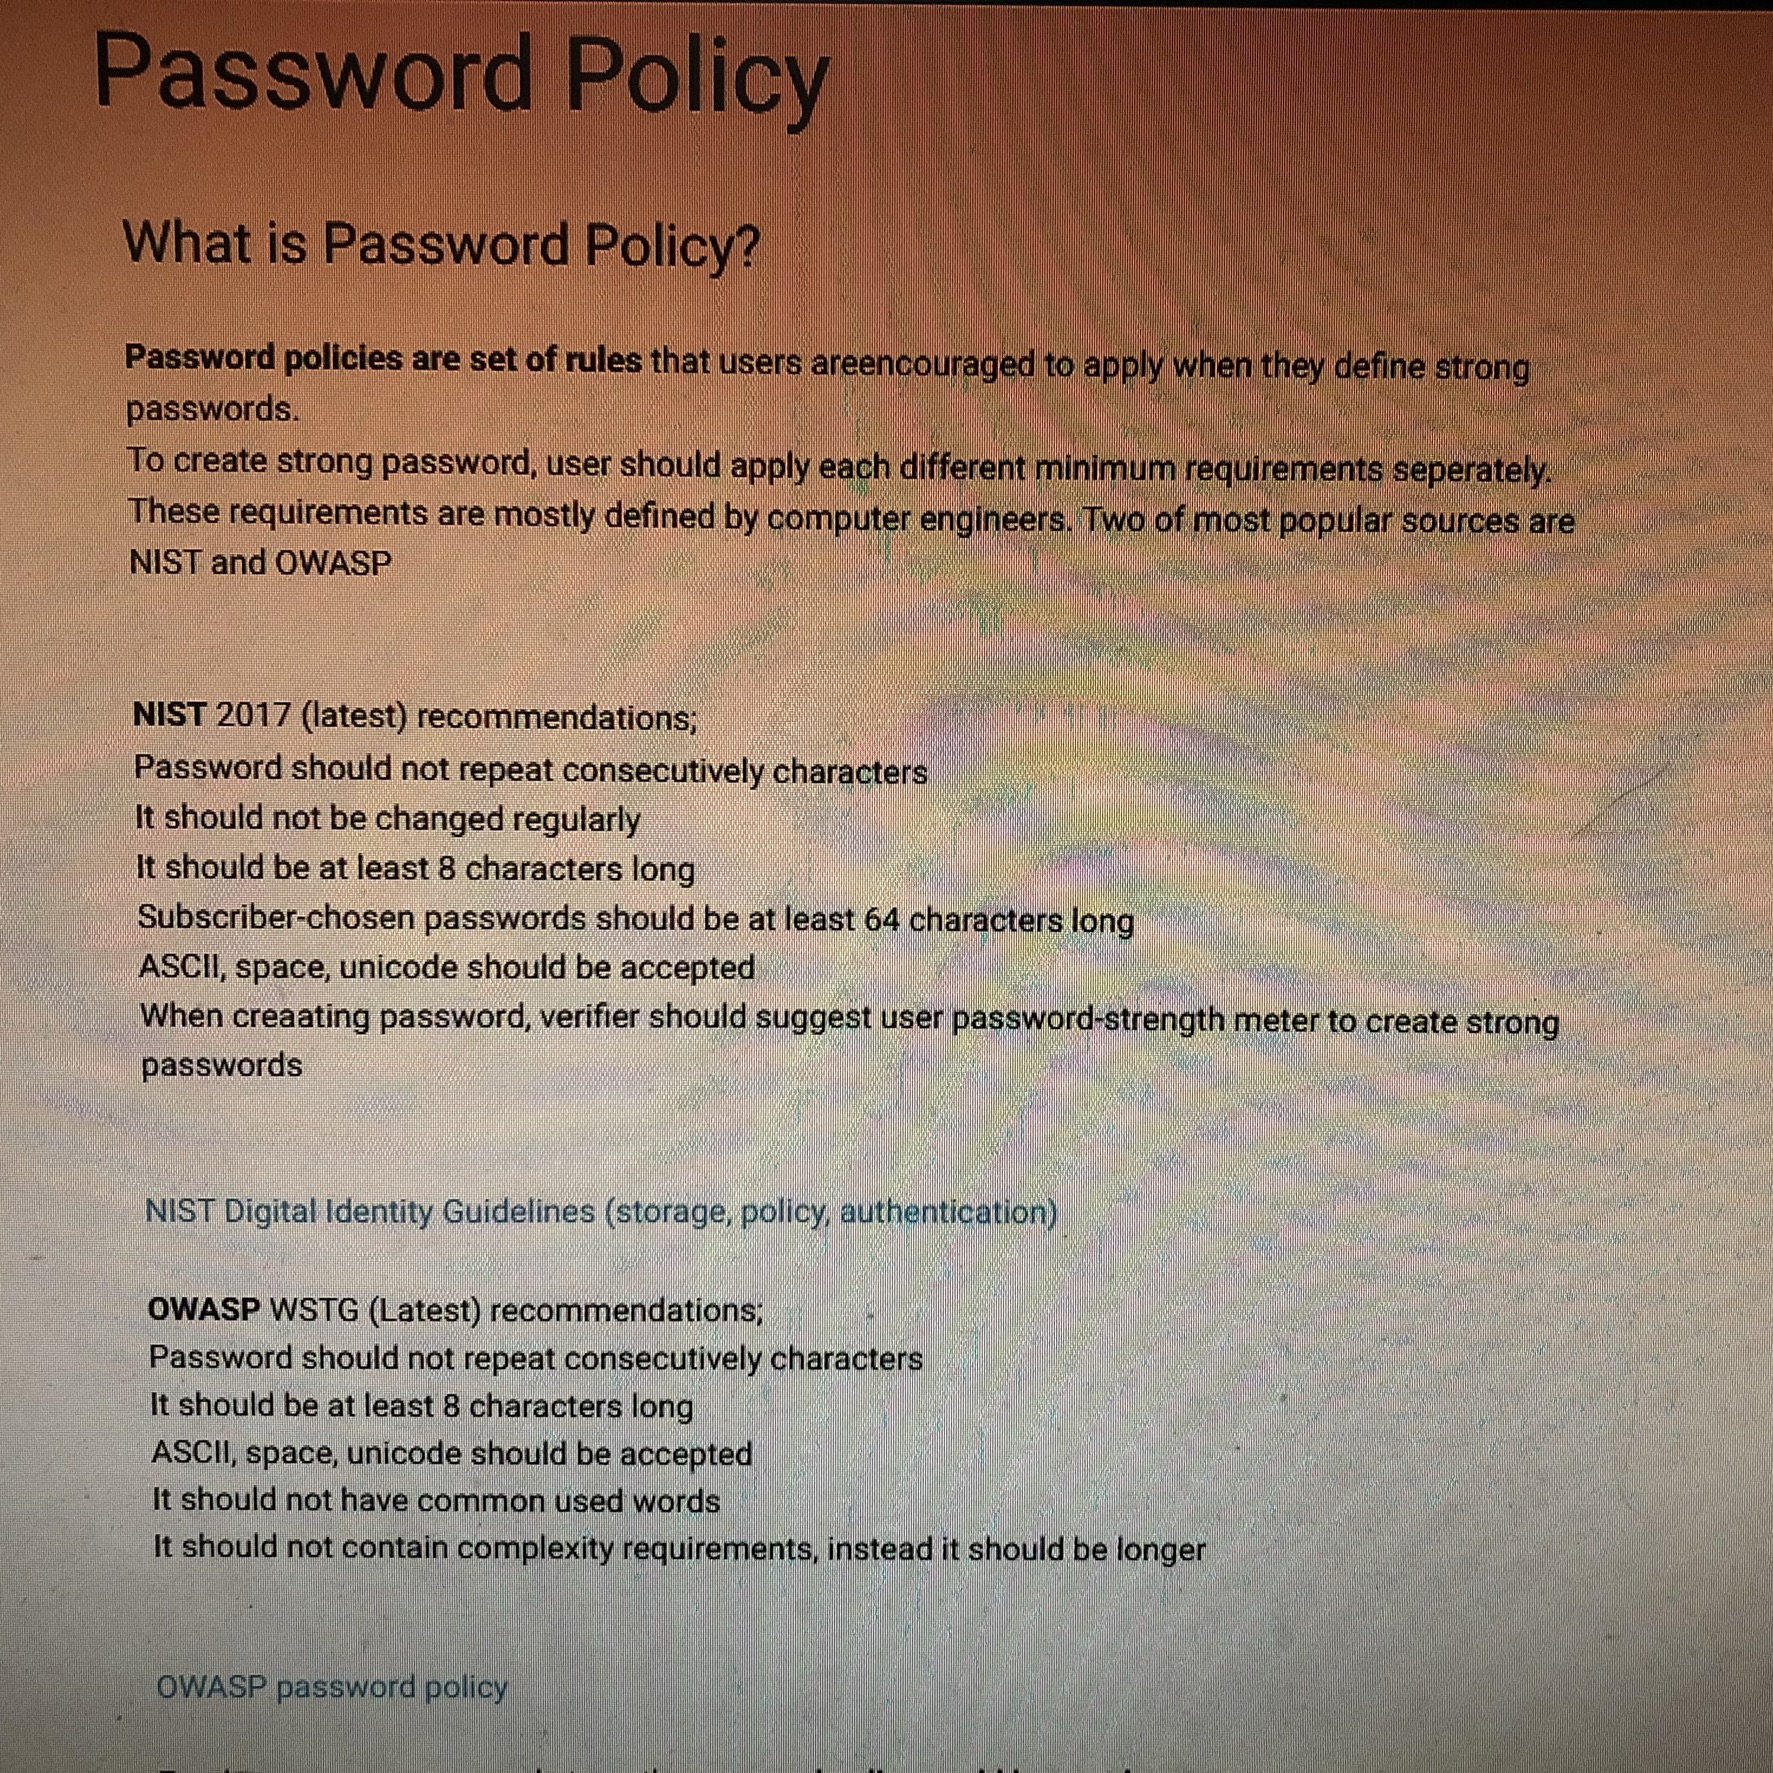 Password Policy
What is Password Policy?
Password policies are set of rules that users areencouraged to apply when they define strong
passwords.
To create strong password, user should apply each different minimum requirements seperately.
These requirements are mostly defined by computer engineers. Two of most popular sources are
NIST and OWASP
NIST 2017 (latest) recommendations;
Password should not repeat consecutively characters
It should not be changed regularly
It should be at least 8 characters long
Subscriber-chosen passwords should be at least 64 characters long
ASCII, space, unicode should be accepted
When creaating password, verifier should suggest user password-strength meter to create strong
passwords
NIST Digital Identity Guidelines (storage, policy, authentication)
OWASP WSTG (Latest) recommendations;
Password should not repeat consecutively characters
It should be at least 8 characters long
ASCII, space, unicode should be accepted
It should not have common used words
It should not contain complexity requirements, instead it should be longer
OWASP password policy